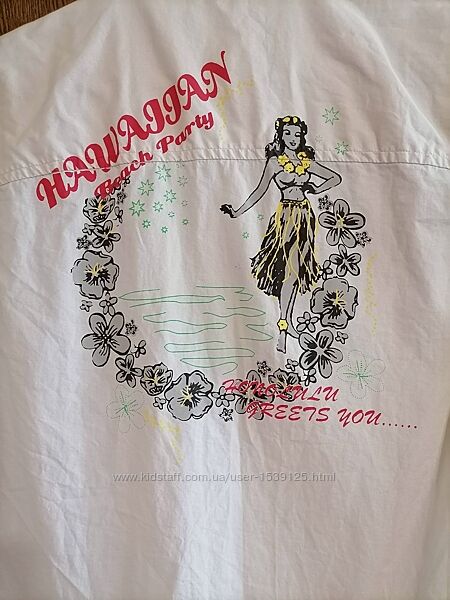 HAWAIIAN
Beach Party
HONOLULU
GREETS YOU......
www.kidstaff.com.ua/user-1539125.html